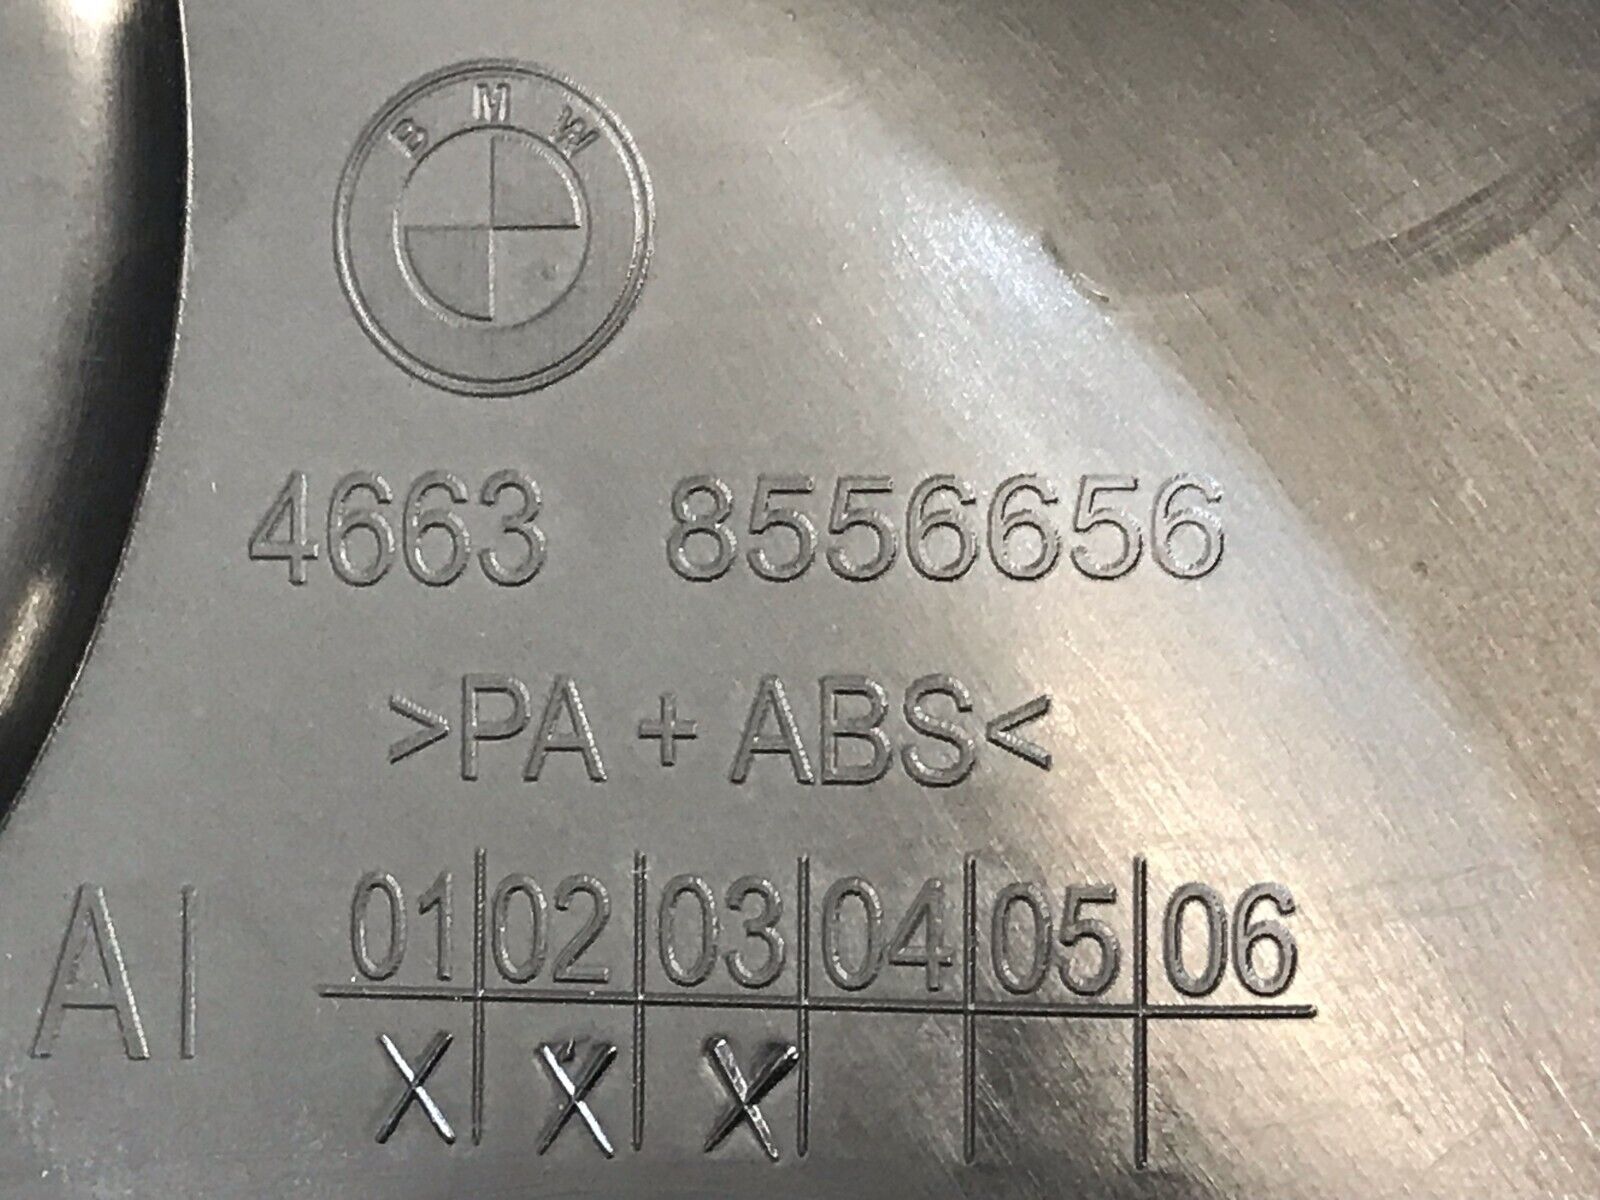 BMW
4663 8556656
>PA + ABS<
AI 01 02 03 04 05 06
X X X